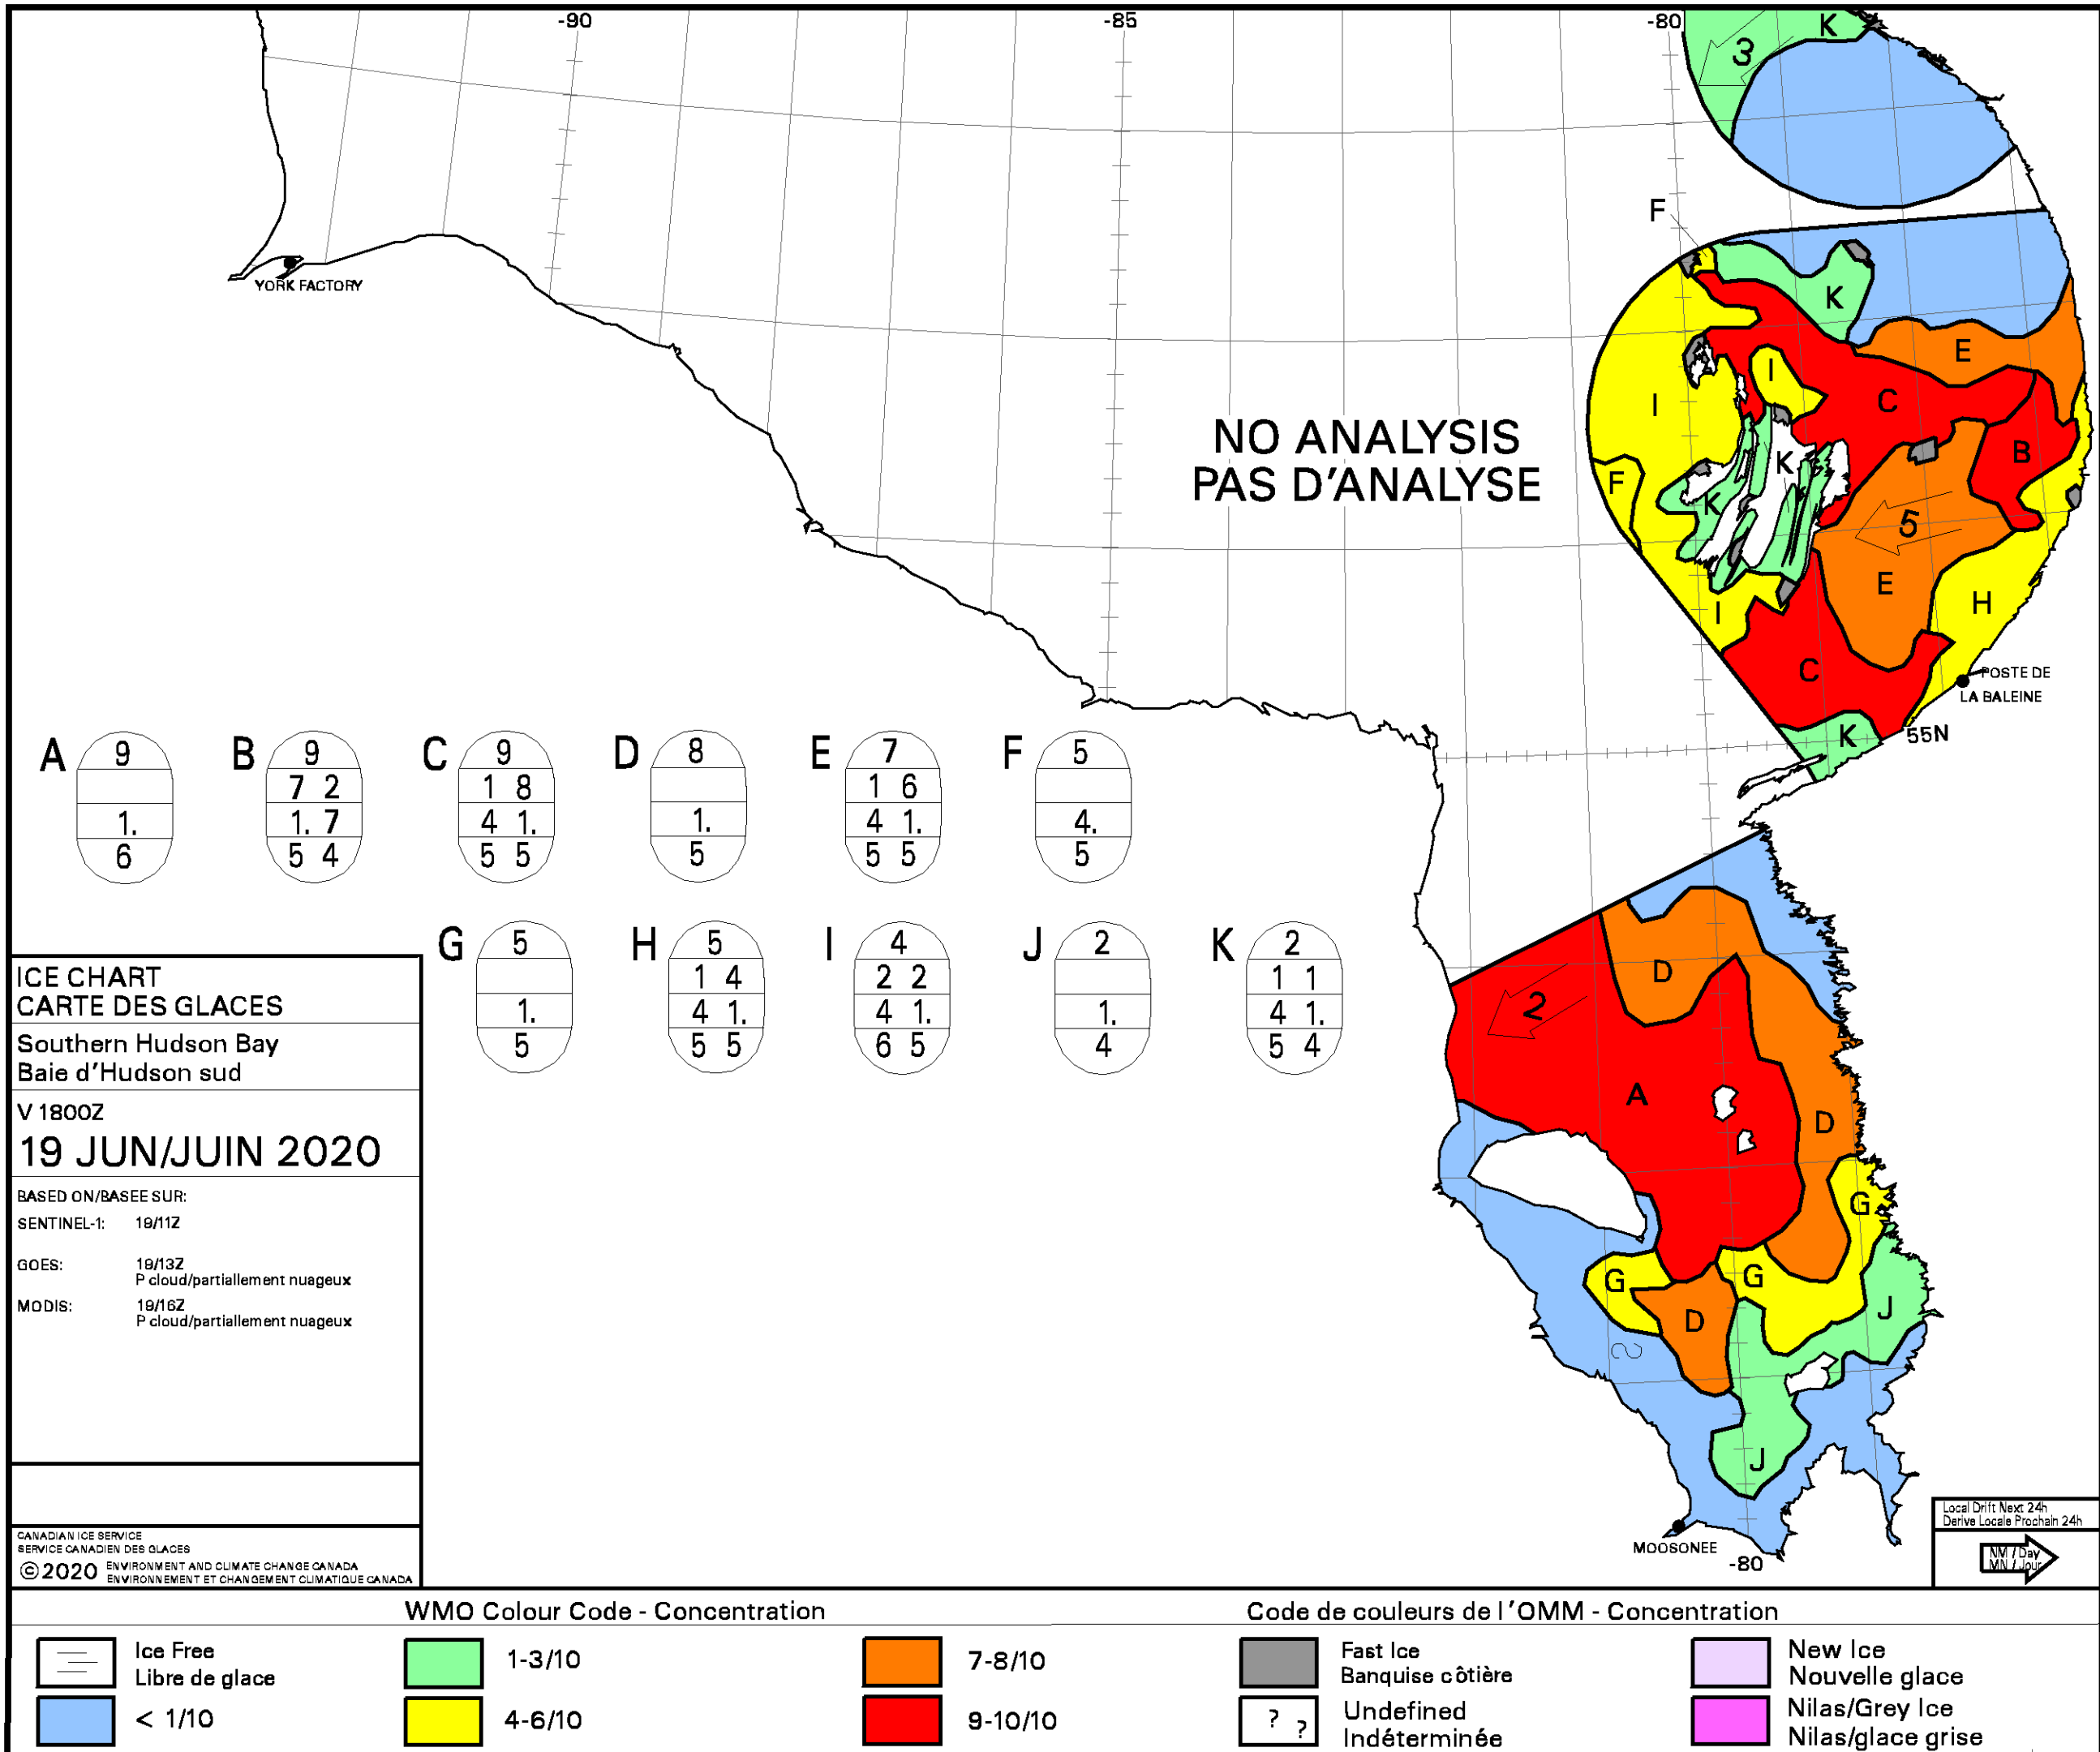 -90
-85
-80
K
3
F
YORK FACTORY
K
E
I
I
C
NO ANALYSIS
PAS D'ANALYSE
B
K
F
K
5
E
H
I
C
POSTE DE
LA BALEINE
K
55N
A
9
1.
6
B
9
7 2
1. 7
5 4
C
9
1 8
4 1.
5 5
D
8
1.
5
E
7
1 6
4 1.
5 5
F
5
4.
5
G
5
1.
5
H
5
1 4
4 1.
5 5
I
4
2 2
4 1.
6 5
J
2
1.
4
K
2
1 1
4 1.
5 4
D
2
A
D
G
G
G
D
J
J
MOOSONEE
-80
ICE CHART
CARTE DES GLACES
Southern Hudson Bay
Baie d'Hudson sud
V 1800Z
19 JUN/JUIN 2020
BASED ON/BASEE SUR:
SENTINEL-1: 19/11Z
GOES: 19/13Z
P cloud/partiallement nuageux
MODIS: 19/16Z
P cloud/partiallement nuageux
CANADIAN ICE SERVICE
SERVICE CANADIEN DES GLACES
©2020 ENVIRONMENT AND CLIMATE CHANGE CANADA
ENVIRONNEMENT ET CHANGEMENT CLIMATIQUE CANADA
Local Drift Next 24h
Derive Locale Prochain 24h
NM / Day
MN / Jour
WMO Colour Code - Concentration
Code de couleurs de l'OMM - Concentration
Ice Free
Libre de glace
< 1/10
1-3/10
4-6/10
7-8/10
9-10/10
Fast Ice
Banquise côtière
? ?
Undefined
Indéterminée
New Ice
Nouvelle glace
Nilas/Grey Ice
Nilas/glace grise